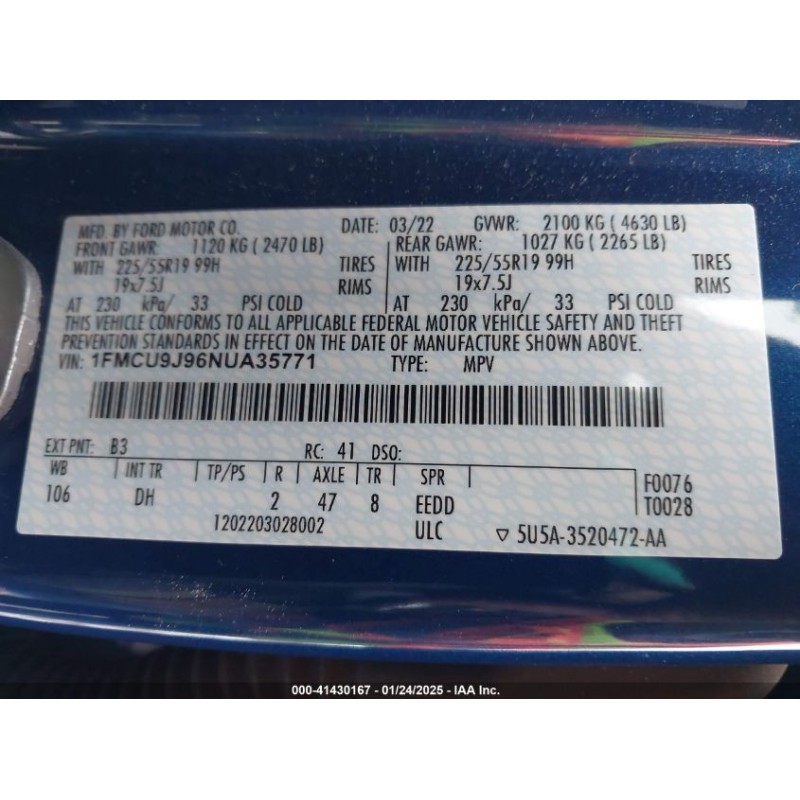 MFD. BY FORD MOTOR CO. DATE: 03/22 GVWR: 2100 KG ( 4630 LB)
FRONT GAWR: 1120 KG ( 2470 LB) REAR GAWR: 1027 KG ( 2265 LB)
WITH 225/55R19 99H TIRES WITH 225/55R19 99H TIRES
19x7.5J RIMS 19x7.5J RIMS
AT 230 kPa/ 33 PSI COLD AT 230 kPa/ 33 PSI COLD
THIS VEHICLE CONFORMS TO ALL APPLICABLE FEDERAL MOTOR VEHICLE SAFETY AND THEFT
PREVENTION STANDARDS IN EFFECT ON THE DATE OF MANUFACTURE SHOWN ABOVE.
VIN: 1FMCU9J96NUA35771 TYPE: MPV
EXT PNT: B3 RC: 41 DSO:
WB INT TR TP/PS R AXLE TR SPR F0076
106 DH 2 47 8 EEDD T0028
1202203028002 ULC 5U5A-3520472-AA
000-41430167 - 01/24/2025 - IAA Inc.